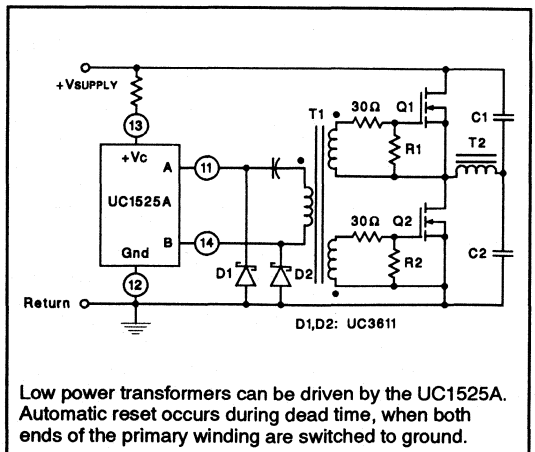 +VSUPPLY
13
+Vc
UC1525A
A
11
B
14
Gnd
12
Return
D1
D2
T1
30Ω
Q1
R1
C1
T2
30Ω
Q2
R2
C2
D1,D2: UC3611
Low power transformers can be driven by the UC1525A.
Automatic reset occurs during dead time, when both
ends of the primary winding are switched to ground.